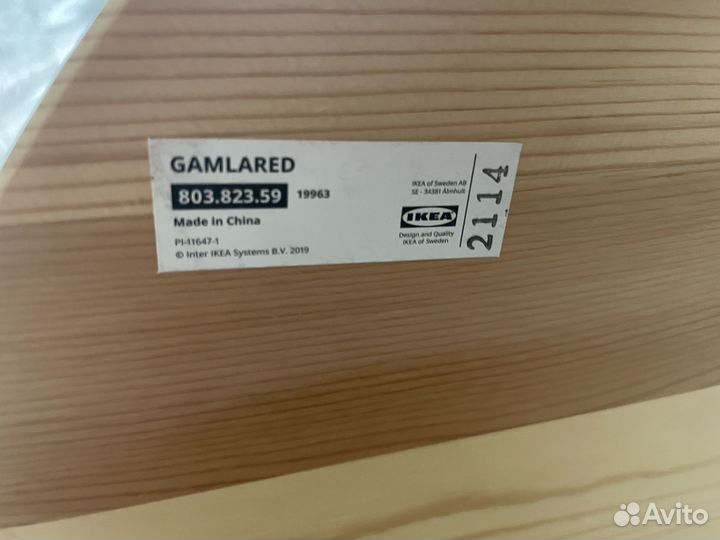 GAMLARED
803.823.59 19963
Made in China
PI-11647-1
© Inter IKEA Systems B.V. 2019
IKEA of Sweden AB
SE - 34381 Älmhult
IKEA
Design and Quality
IKEA of Sweden
2114
Avito